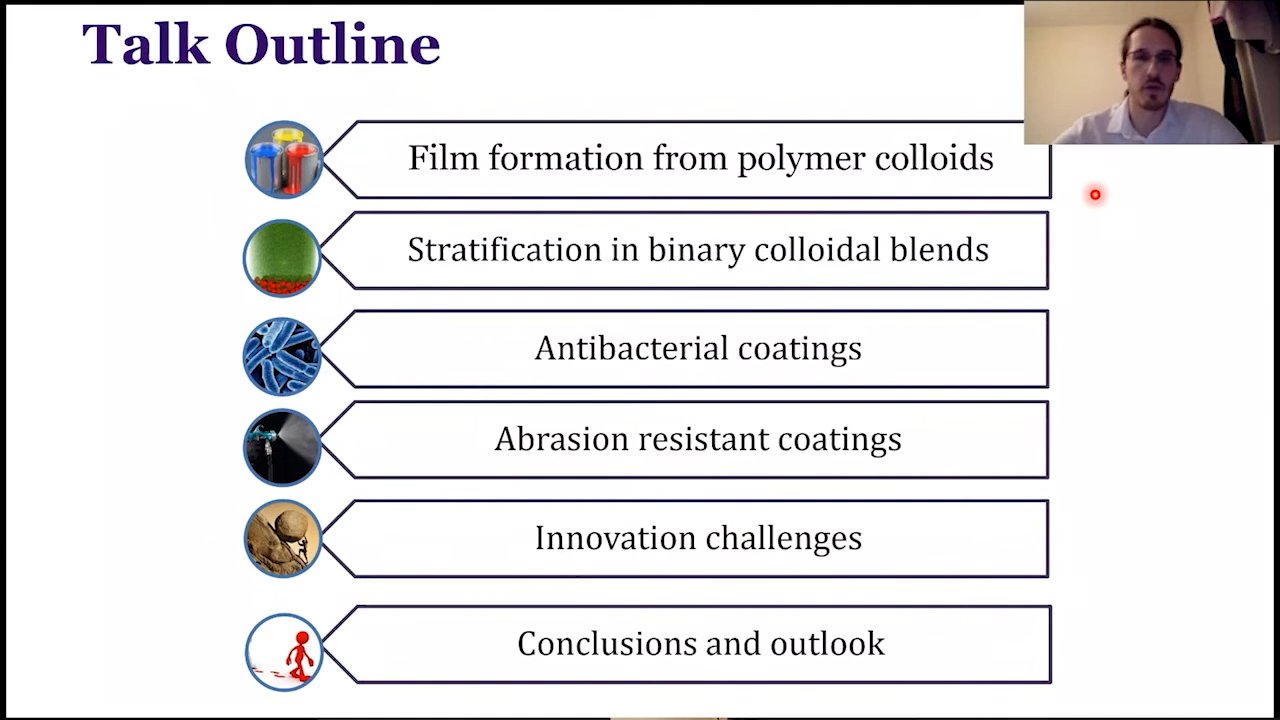 Talk Outline
Film formation from polymer colloids
Stratification in binary colloidal blends
Antibacterial coatings
Abrasion resistant coatings
Innovation challenges
Conclusions and outlook